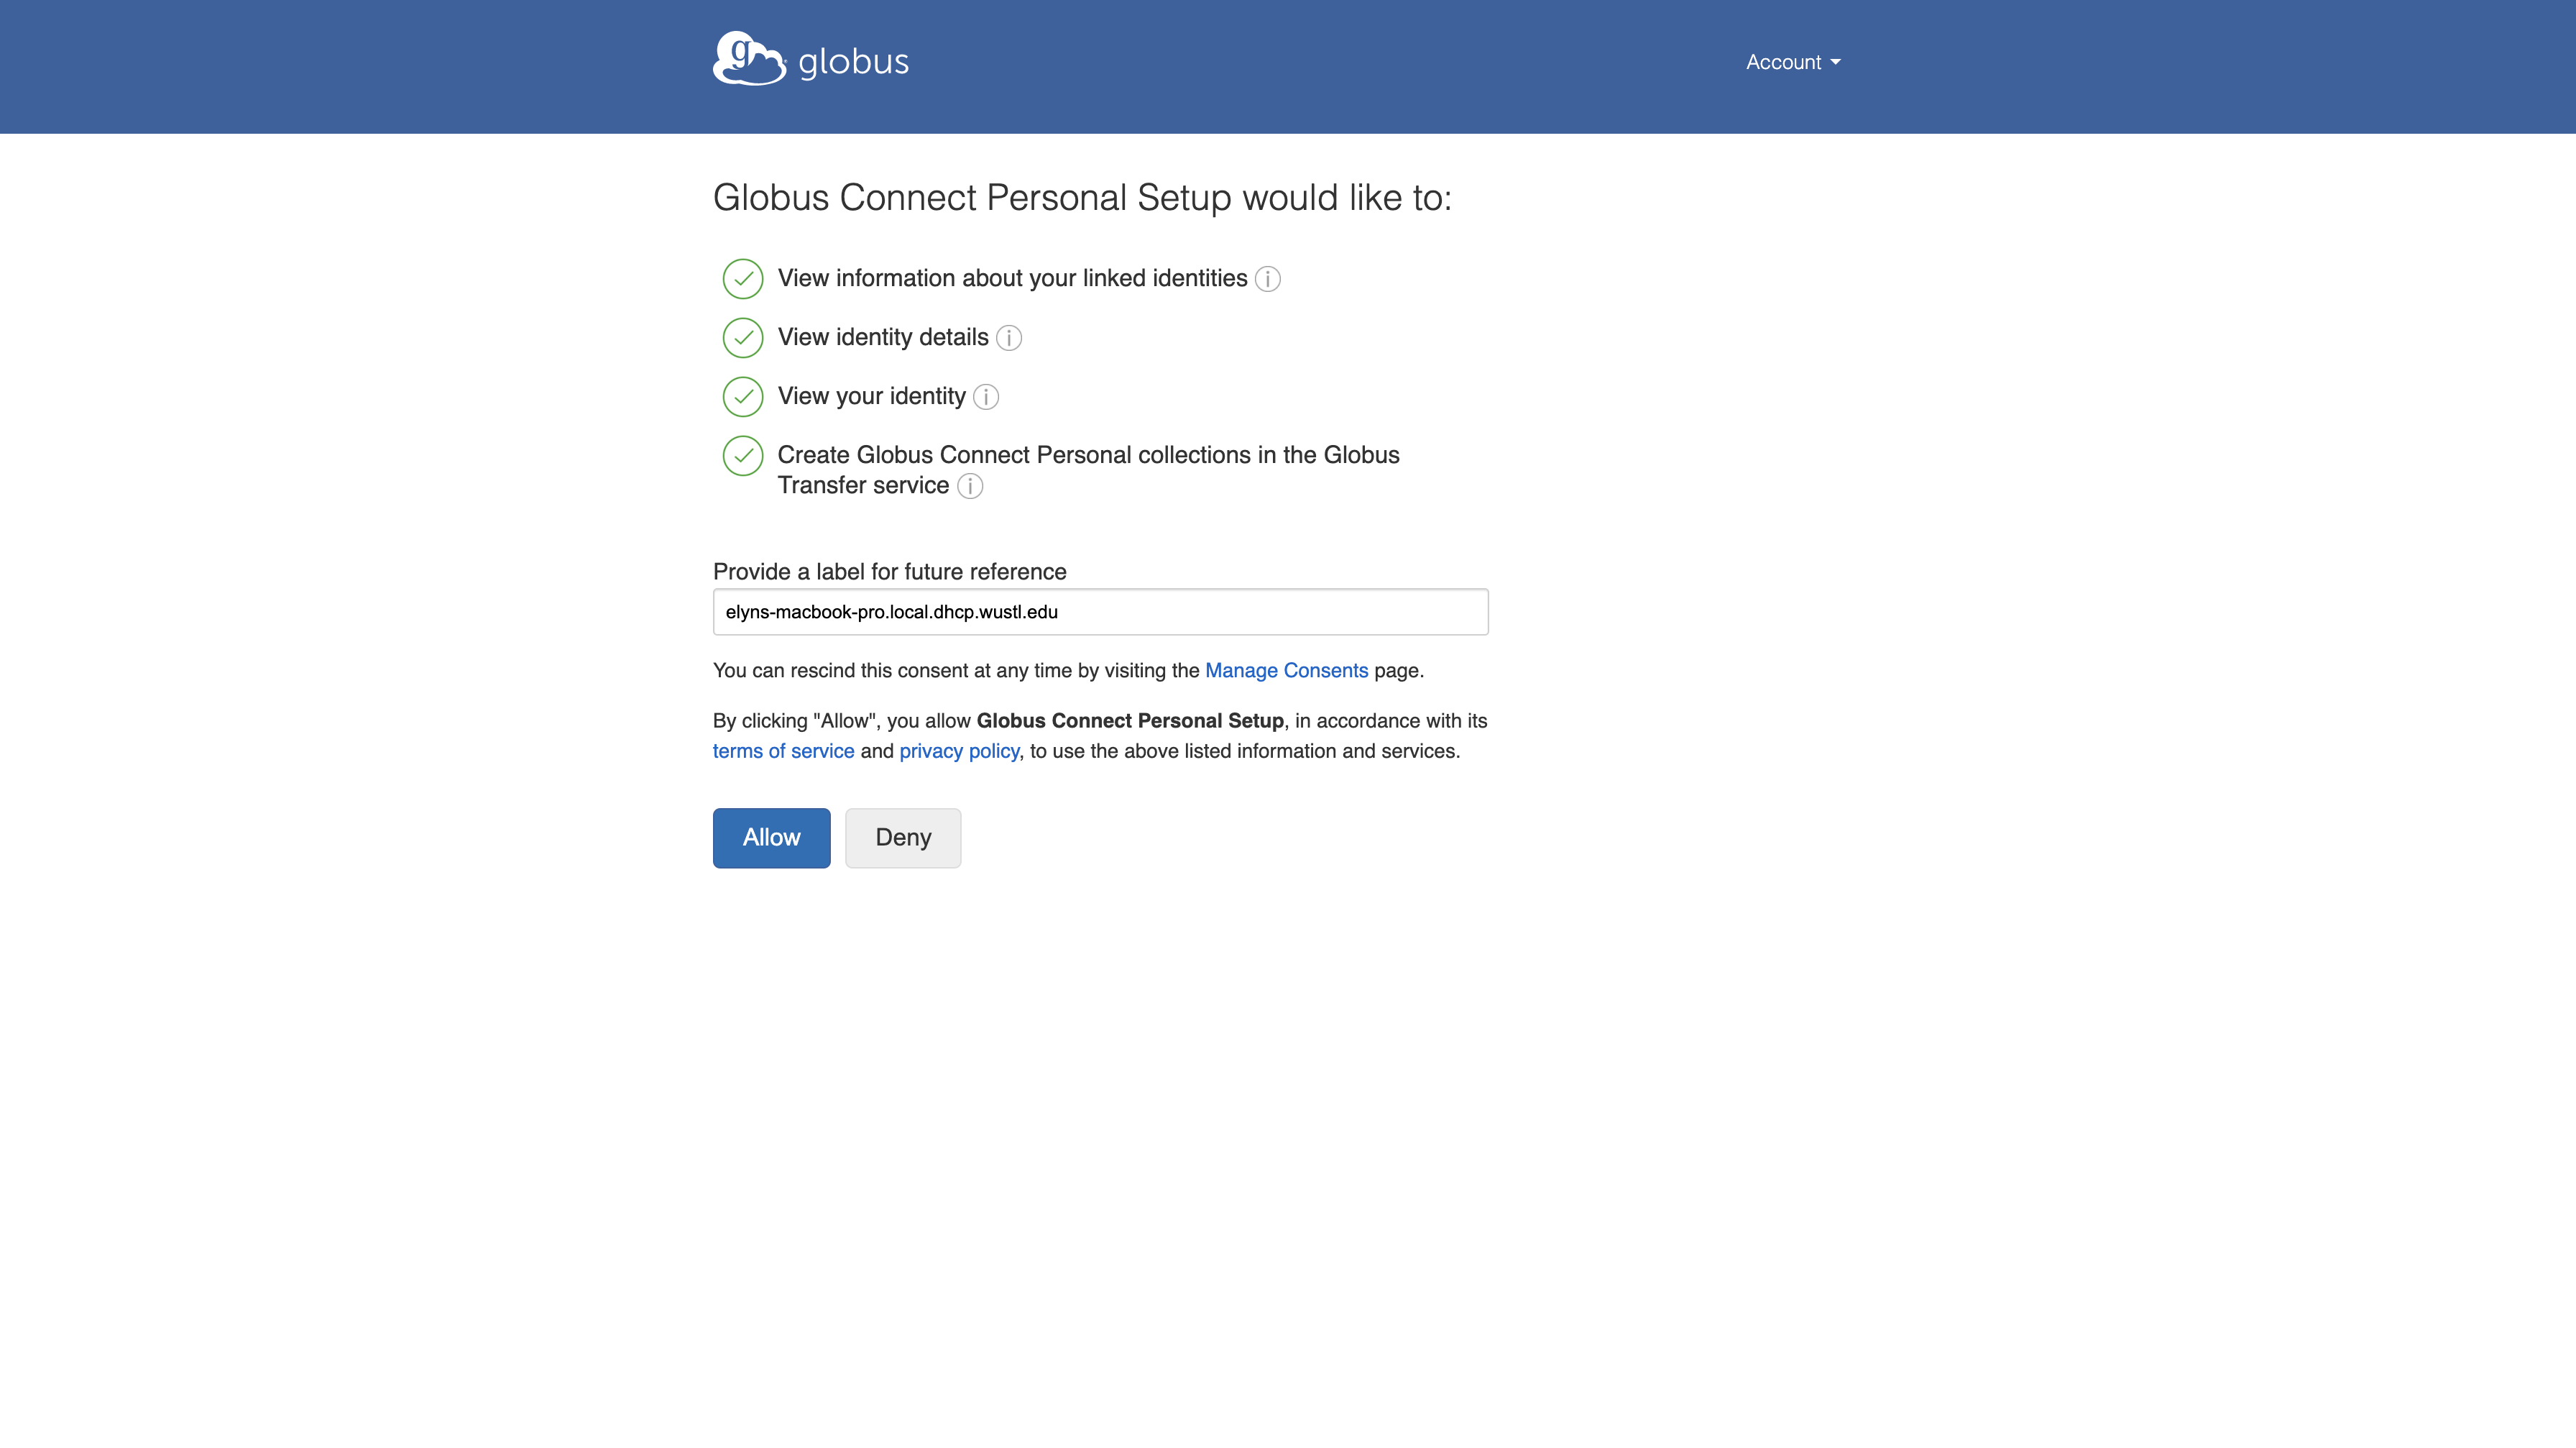 globus
Account
Globus Connect Personal Setup would like to:
View information about your linked identities
View identity details
View your identity
Create Globus Connect Personal collections in the Globus
Transfer service
Provide a label for future reference
elyns-macbook-pro.local.dhcp.wustl.edu
You can rescind this consent at any time by visiting the Manage Consents page.
By clicking "Allow", you allow Globus Connect Personal Setup, in accordance with its
terms of service and privacy policy, to use the above listed information and services.
Allow Deny